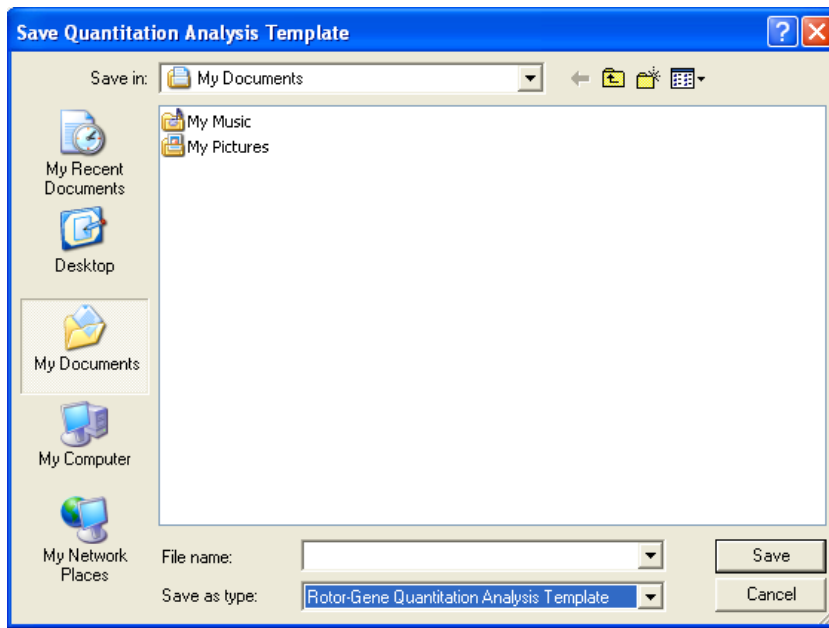 Save Quantitation Analysis Template
Save in: My Documents
My Music
My Pictures
My Recent
Documents
Desktop
My Documents
My Computer
My Network
Places
File name:
Save
Save as type: Rotor-Gene Quantitation Analysis Template
Cancel